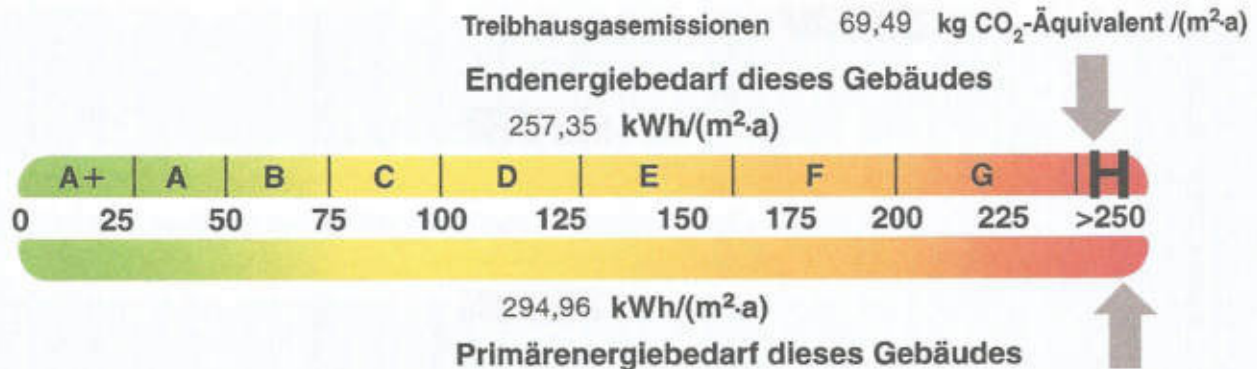 Treibhausgasemissionen 69,49 kg CO₂-Äquivalent /(m²·a)
Endenergiebedarf dieses Gebäudes
257,35 kWh/(m²·a)
A+ A B C D E F G H
0 25 50 75 100 125 150 175 200 225 >250
294,96 kWh/(m²·a)
Primärenergiebedarf dieses Gebäudes